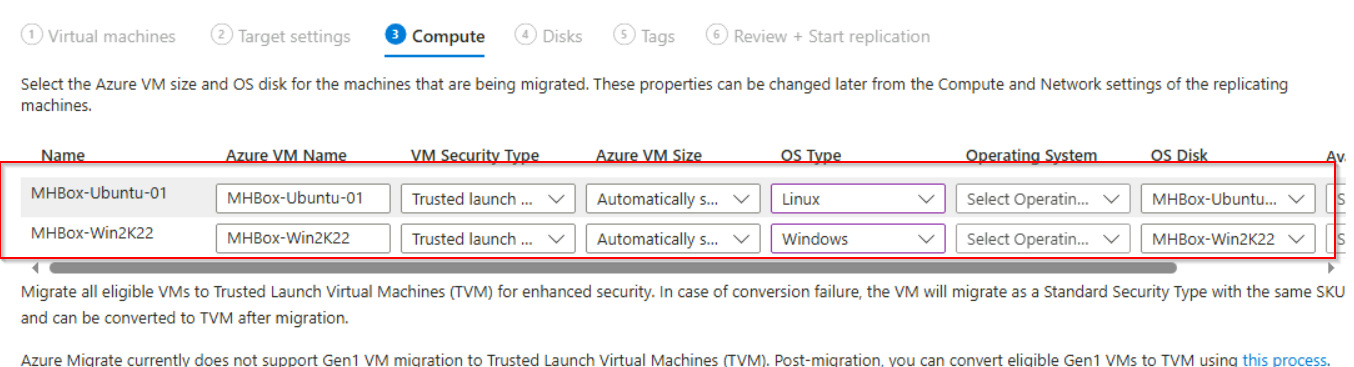 1 Virtual machines 2 Target settings 3 Compute 4 Disks 5 Tags 6 Review + Start replication
Select the Azure VM size and OS disk for the machines that are being migrated. These properties can be changed later from the Compute and Network settings of the replicating
machines.
Name Azure VM Name VM Security Type Azure VM Size OS Type Operating System OS Disk
MHBox-Ubuntu-01 MHBox-Ubuntu-01 Trusted launch ... Automatically s... Linux Select Operatin... MHBox-Ubuntu... S
MHBox-Win2K22 MHBox-Win2K22 Trusted launch ... Automatically s... Windows Select Operatin... MHBox-Win2K22 S
Migrate all eligible VMs to Trusted Launch Virtual Machines (TVM) for enhanced security. In case of conversion failure, the VM will migrate as a Standard Security Type with the same SKU
and can be converted to TVM after migration.
Azure Migrate currently does not support Gen1 VM migration to Trusted Launch Virtual Machines (TVM). Post-migration, you can convert eligible Gen1 VMs to TVM using this process.